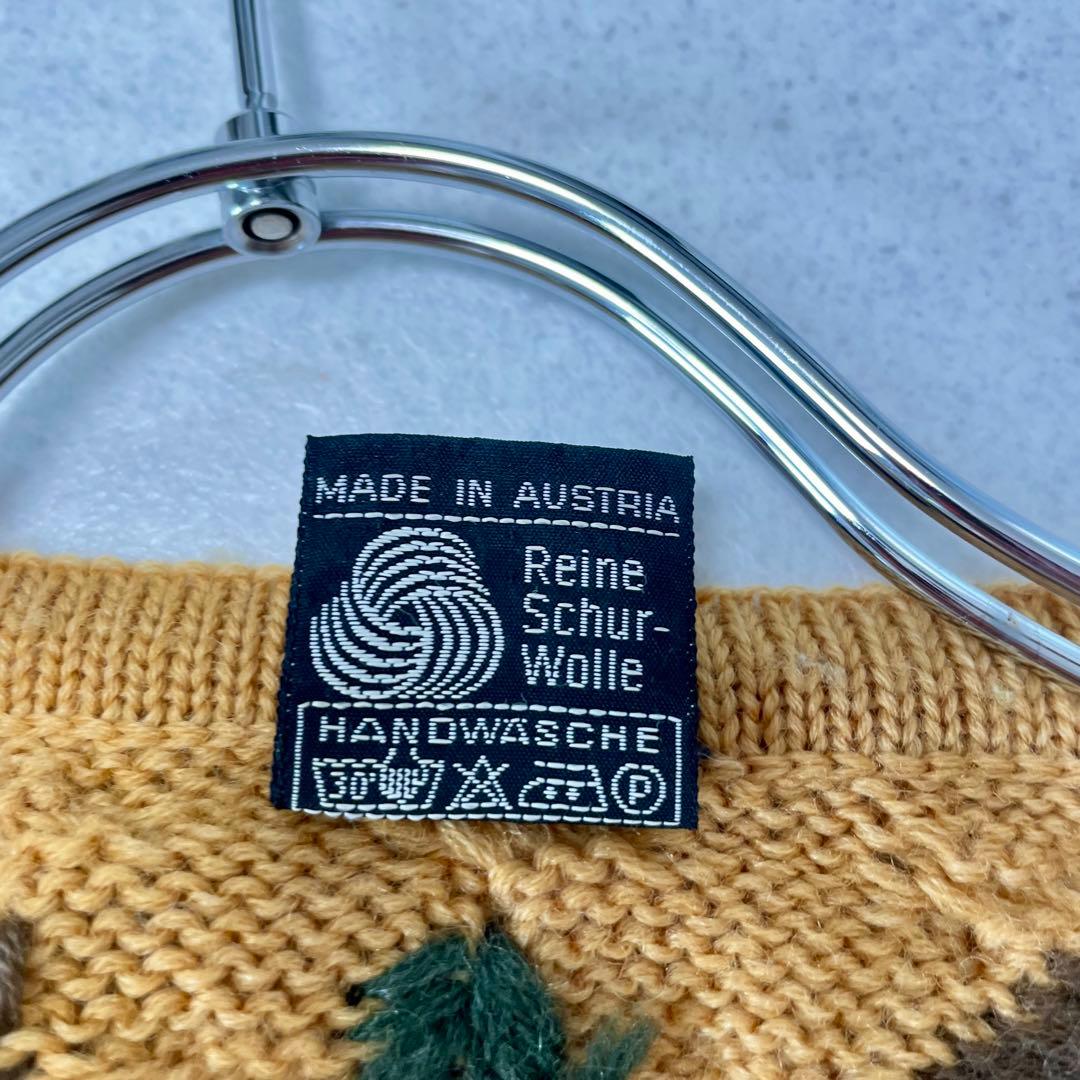 MADE IN AUSTRIA
Reine
Schur-
Wolle
HANDWÄSCHE
30° P